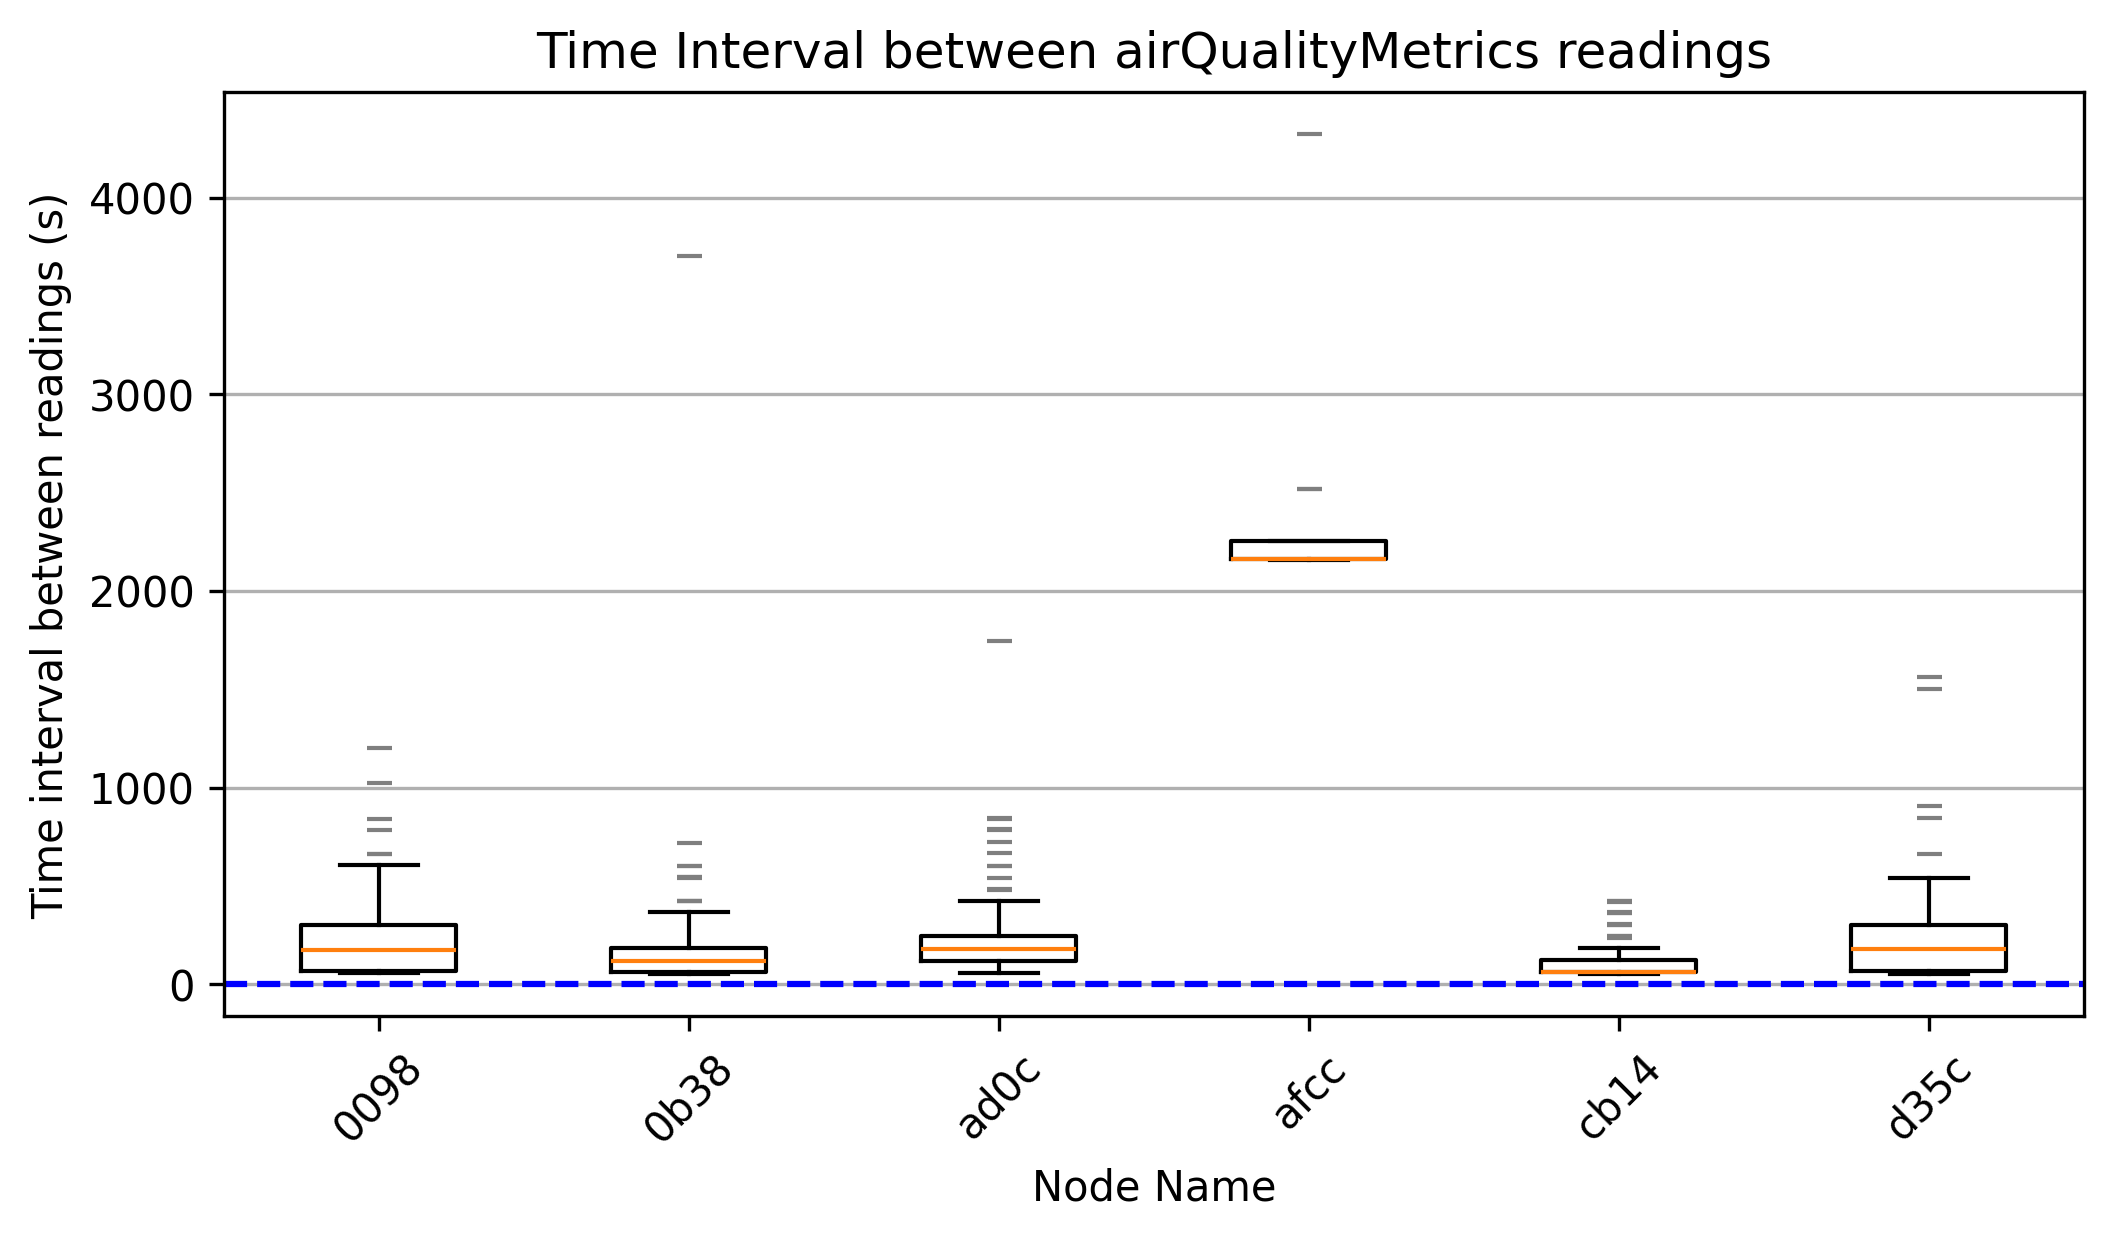 Time Interval between airQualityMetrics readings
Time interval between readings (s)
4000
3000
2000
1000
0
0098
0b38
ad0c
afcc
cb14
d35c
Node Name